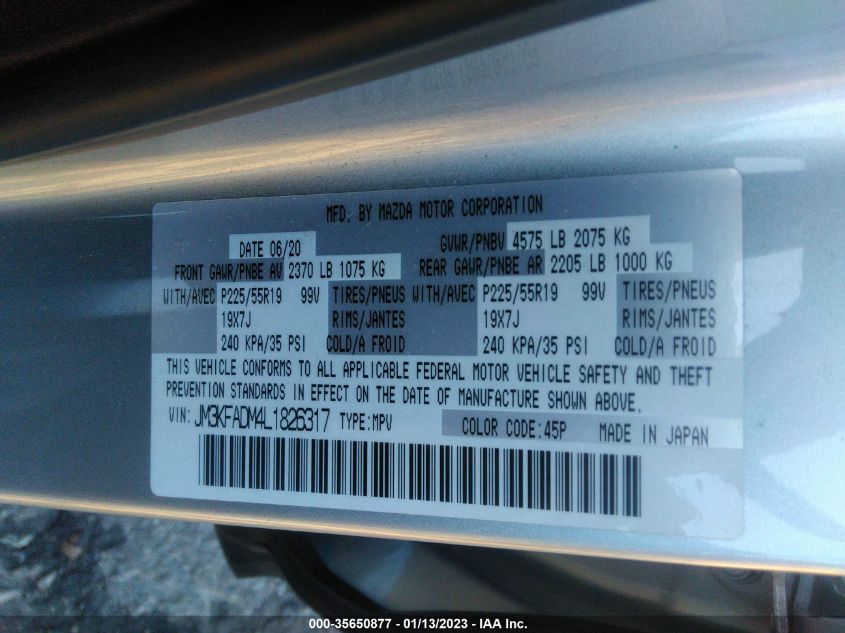 MFD. BY MAZDA MOTOR CORPORATION
DATE 06/20 GVWR/PNBV 4575 LB 2075 KG
FRONT GAWR/PNBE AV 2370 LB 1075 KG REAR GAWR/PNBE AR 2205 LB 1000 KG
WITH/AVEC P225/55R19 99V TIRES/PNEUS WITH/AVEC P225/55R19 99V TIRES/PNEUS
19X7J RIMS/JANTES 19X7J RIMS/JANTES
240 KPA/35 PSI COLD/A FROID 240 KPA/35 PSI COLD/A FROID
THIS VEHICLE CONFORMS TO ALL APPLICABLE FEDERAL MOTOR VEHICLE SAFETY AND THEFT
PREVENTION STANDARDS IN EFFECT ON THE DATE OF MANUFACTURE SHOWN ABOVE.
VIN: JM3KFADM4L1826317 TYPE:MPV COLOR CODE:45P MADE IN JAPAN
000-35650877 - 01/13/2023 - IAA Inc.